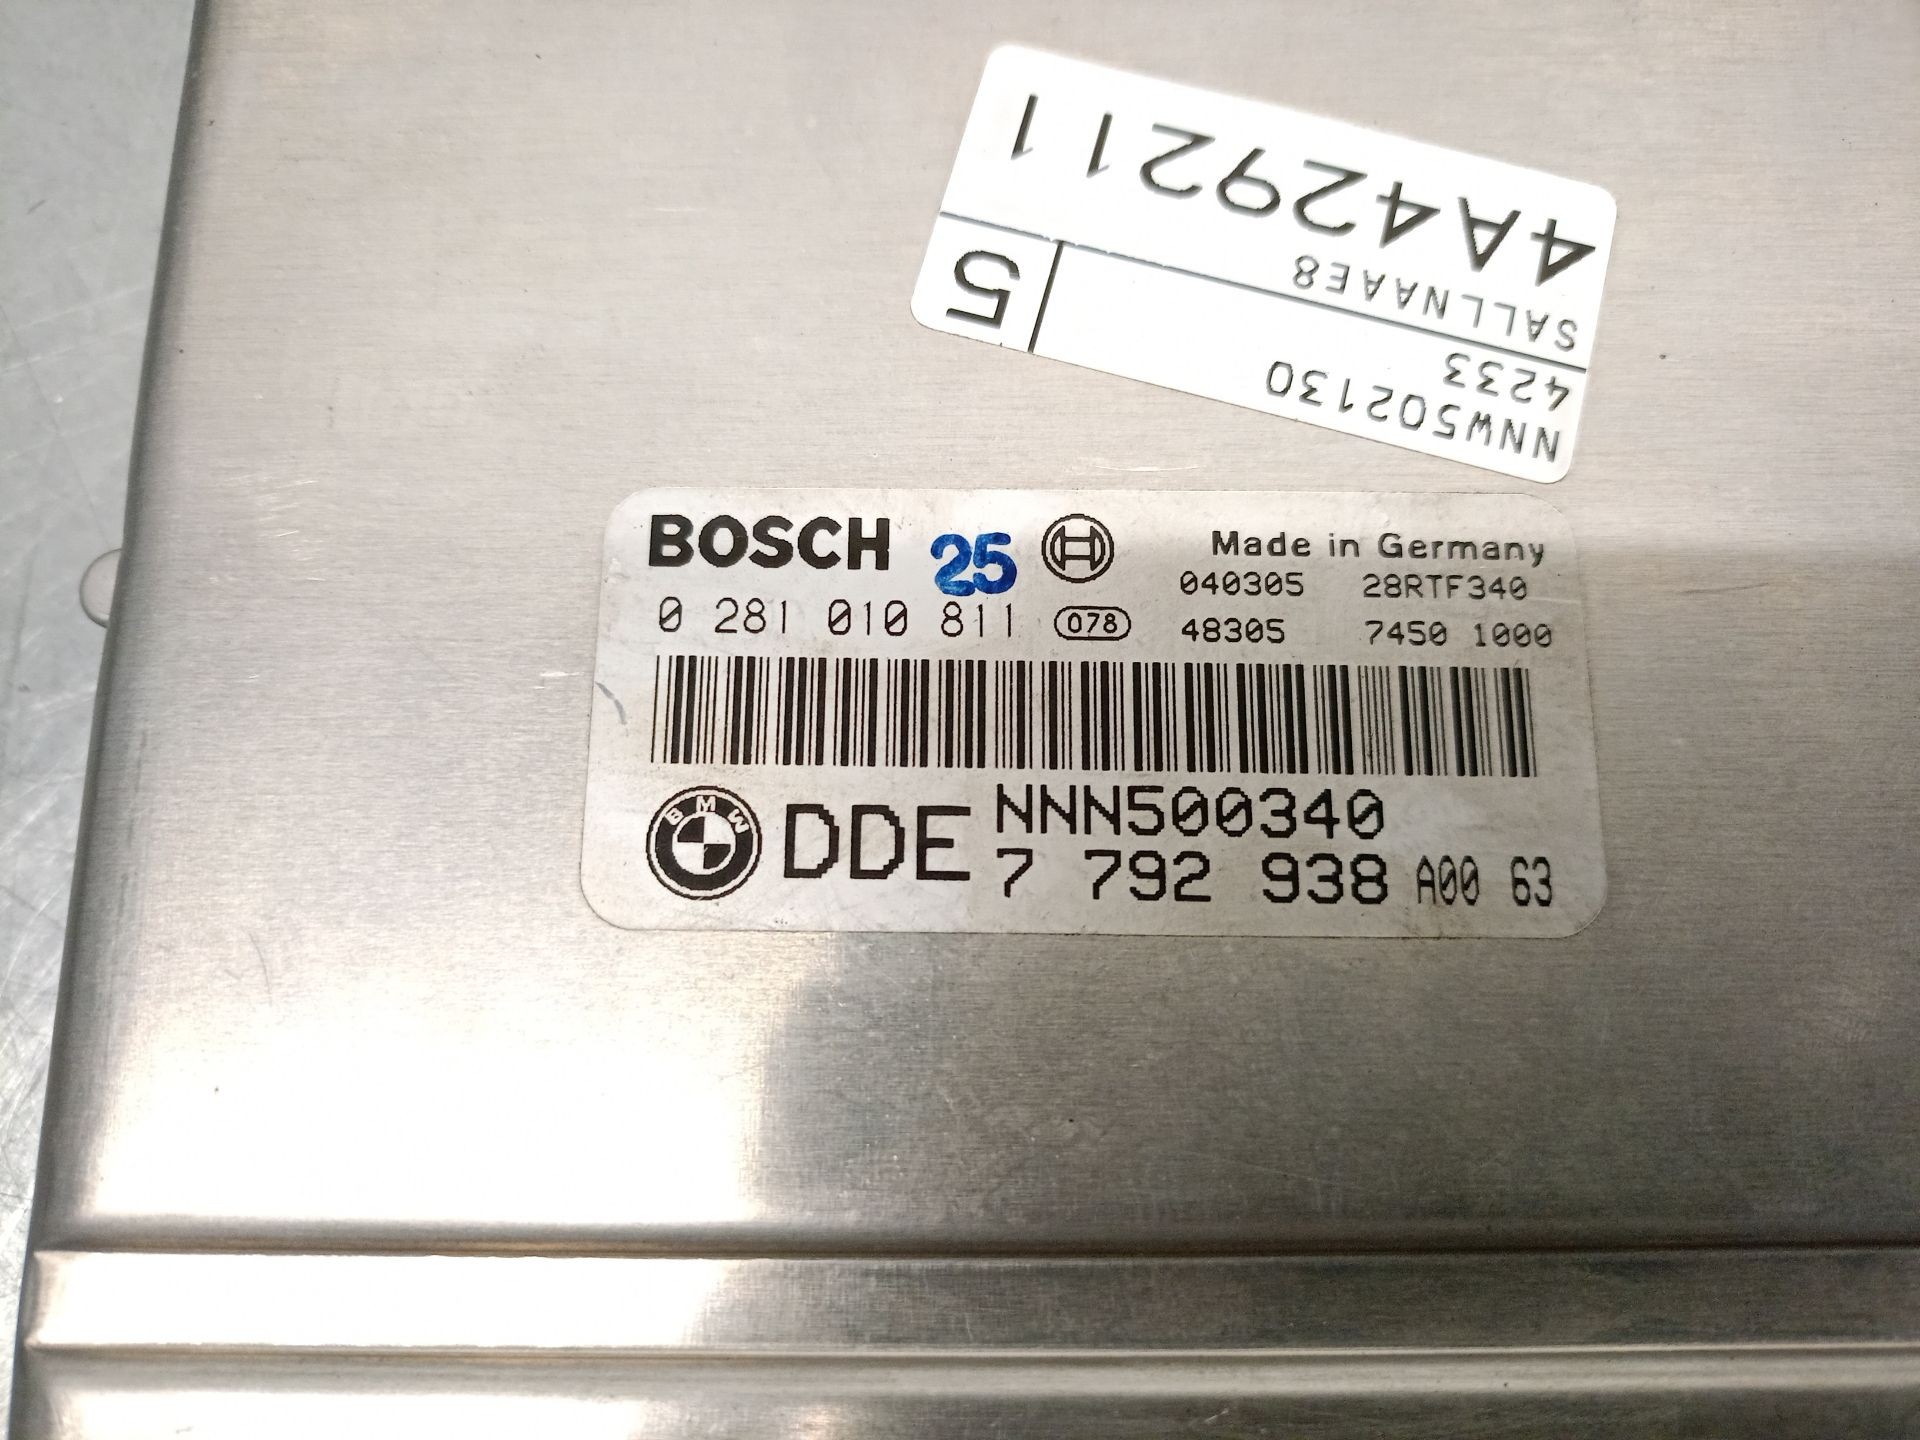 4A429211
SALLNAAE8
5
4233
NNW502130
BOSCH 25 Made in Germany
040305 28RTF340
0 281 010 811 078 48305 7450 1000
BMW DDE NNN500340
7 792 938 A00 63